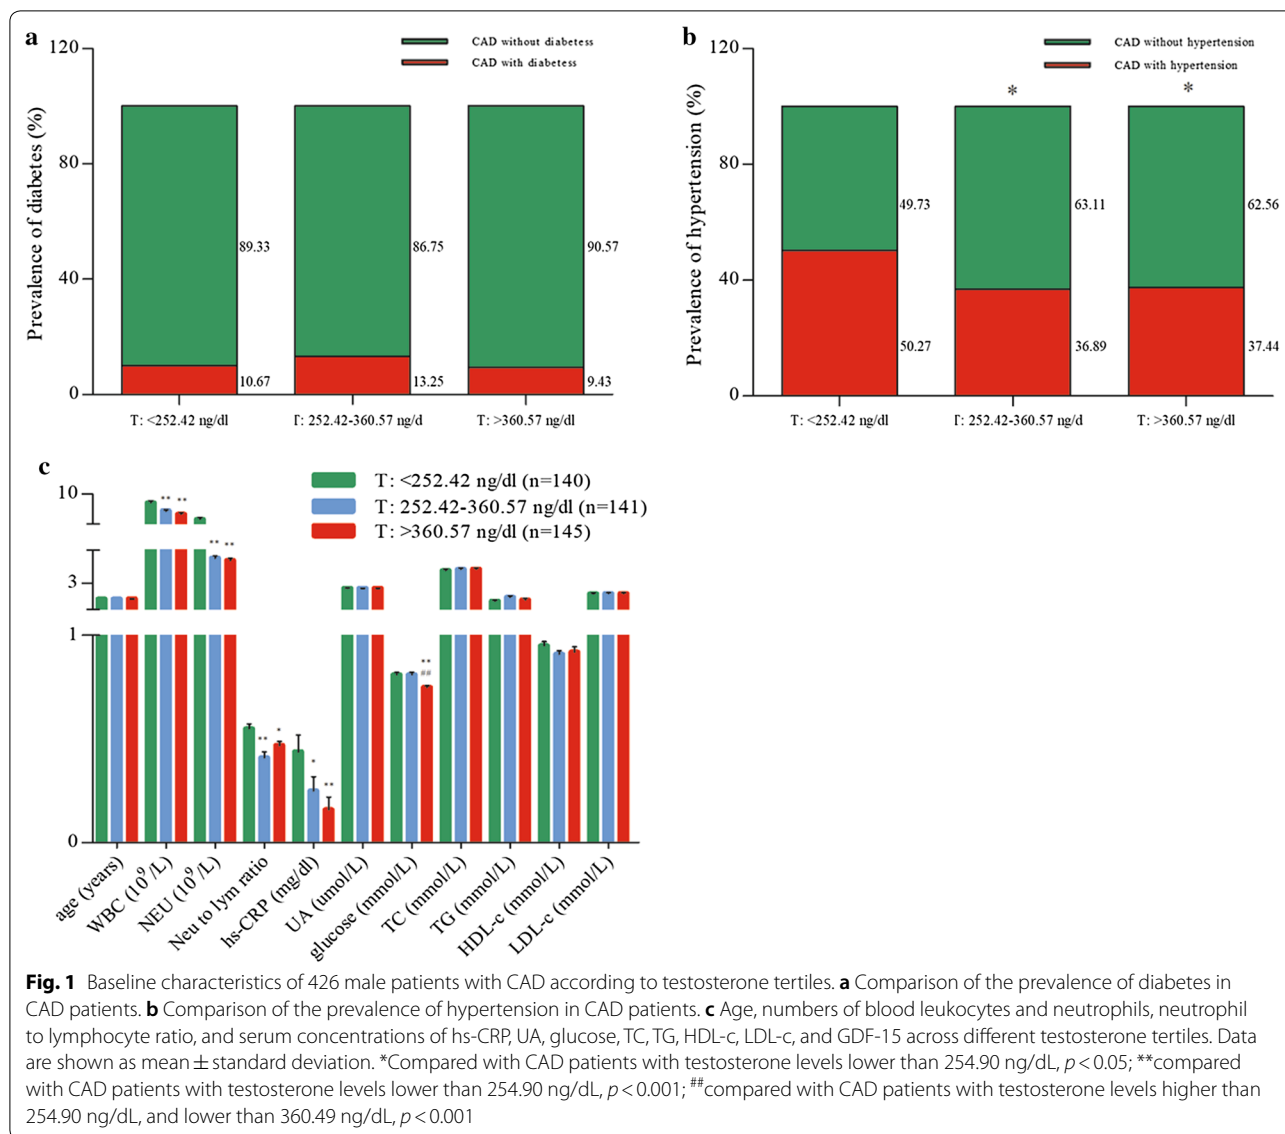 a
120
80
40
0
Prevalence of diabetes (%)
CAD without diabetess
CAD with diabetess
89.33
86.75
90.57
10.67
13.25
9.43
T: <252.42 ng/dl
T: 252.42-360.57 ng/d
T: >360.57 ng/dl
b
120
80
40
0
Prevalence of hypertension (%)
CAD without hypertension
CAD with hypertension
*
*
49.73
63.11
62.56
50.27
36.89
37.44
T: <252.42 ng/dl
T: 252.42-360.57 ng/d
T: >360.57 ng/dl
c
T: <252.42 ng/dl (n=140)
T: 252.42-360.57 ng/dl (n=141)
T: >360.57 ng/dl (n=145)
10
3
1
0
** **
** **
**
*
*
**
**
##
age (years)
WBC (10⁹/L)
NEU (10⁹/L)
Neu to lym ratio
hs-CRP (mg/dl)
UA (umol/L)
glucose (mmol/L)
TC (mmol/L)
TG (mmol/L)
HDL-c (mmol/L)
LDL-c (mmol/L)
Fig. 1 Baseline characteristics of 426 male patients with CAD according to testosterone tertiles. a Comparison of the prevalence of diabetes in
CAD patients. b Comparison of the prevalence of hypertension in CAD patients. c Age, numbers of blood leukocytes and neutrophils, neutrophil
to lymphocyte ratio, and serum concentrations of hs-CRP, UA, glucose, TC, TG, HDL-c, LDL-c, and GDF-15 across different testosterone tertiles. Data
are shown as mean ± standard deviation. *Compared with CAD patients with testosterone levels lower than 254.90 ng/dL, p < 0.05; **compared
with CAD patients with testosterone levels lower than 254.90 ng/dL, p < 0.001; ##compared with CAD patients with testosterone levels higher than
254.90 ng/dL, and lower than 360.49 ng/dL, p < 0.001